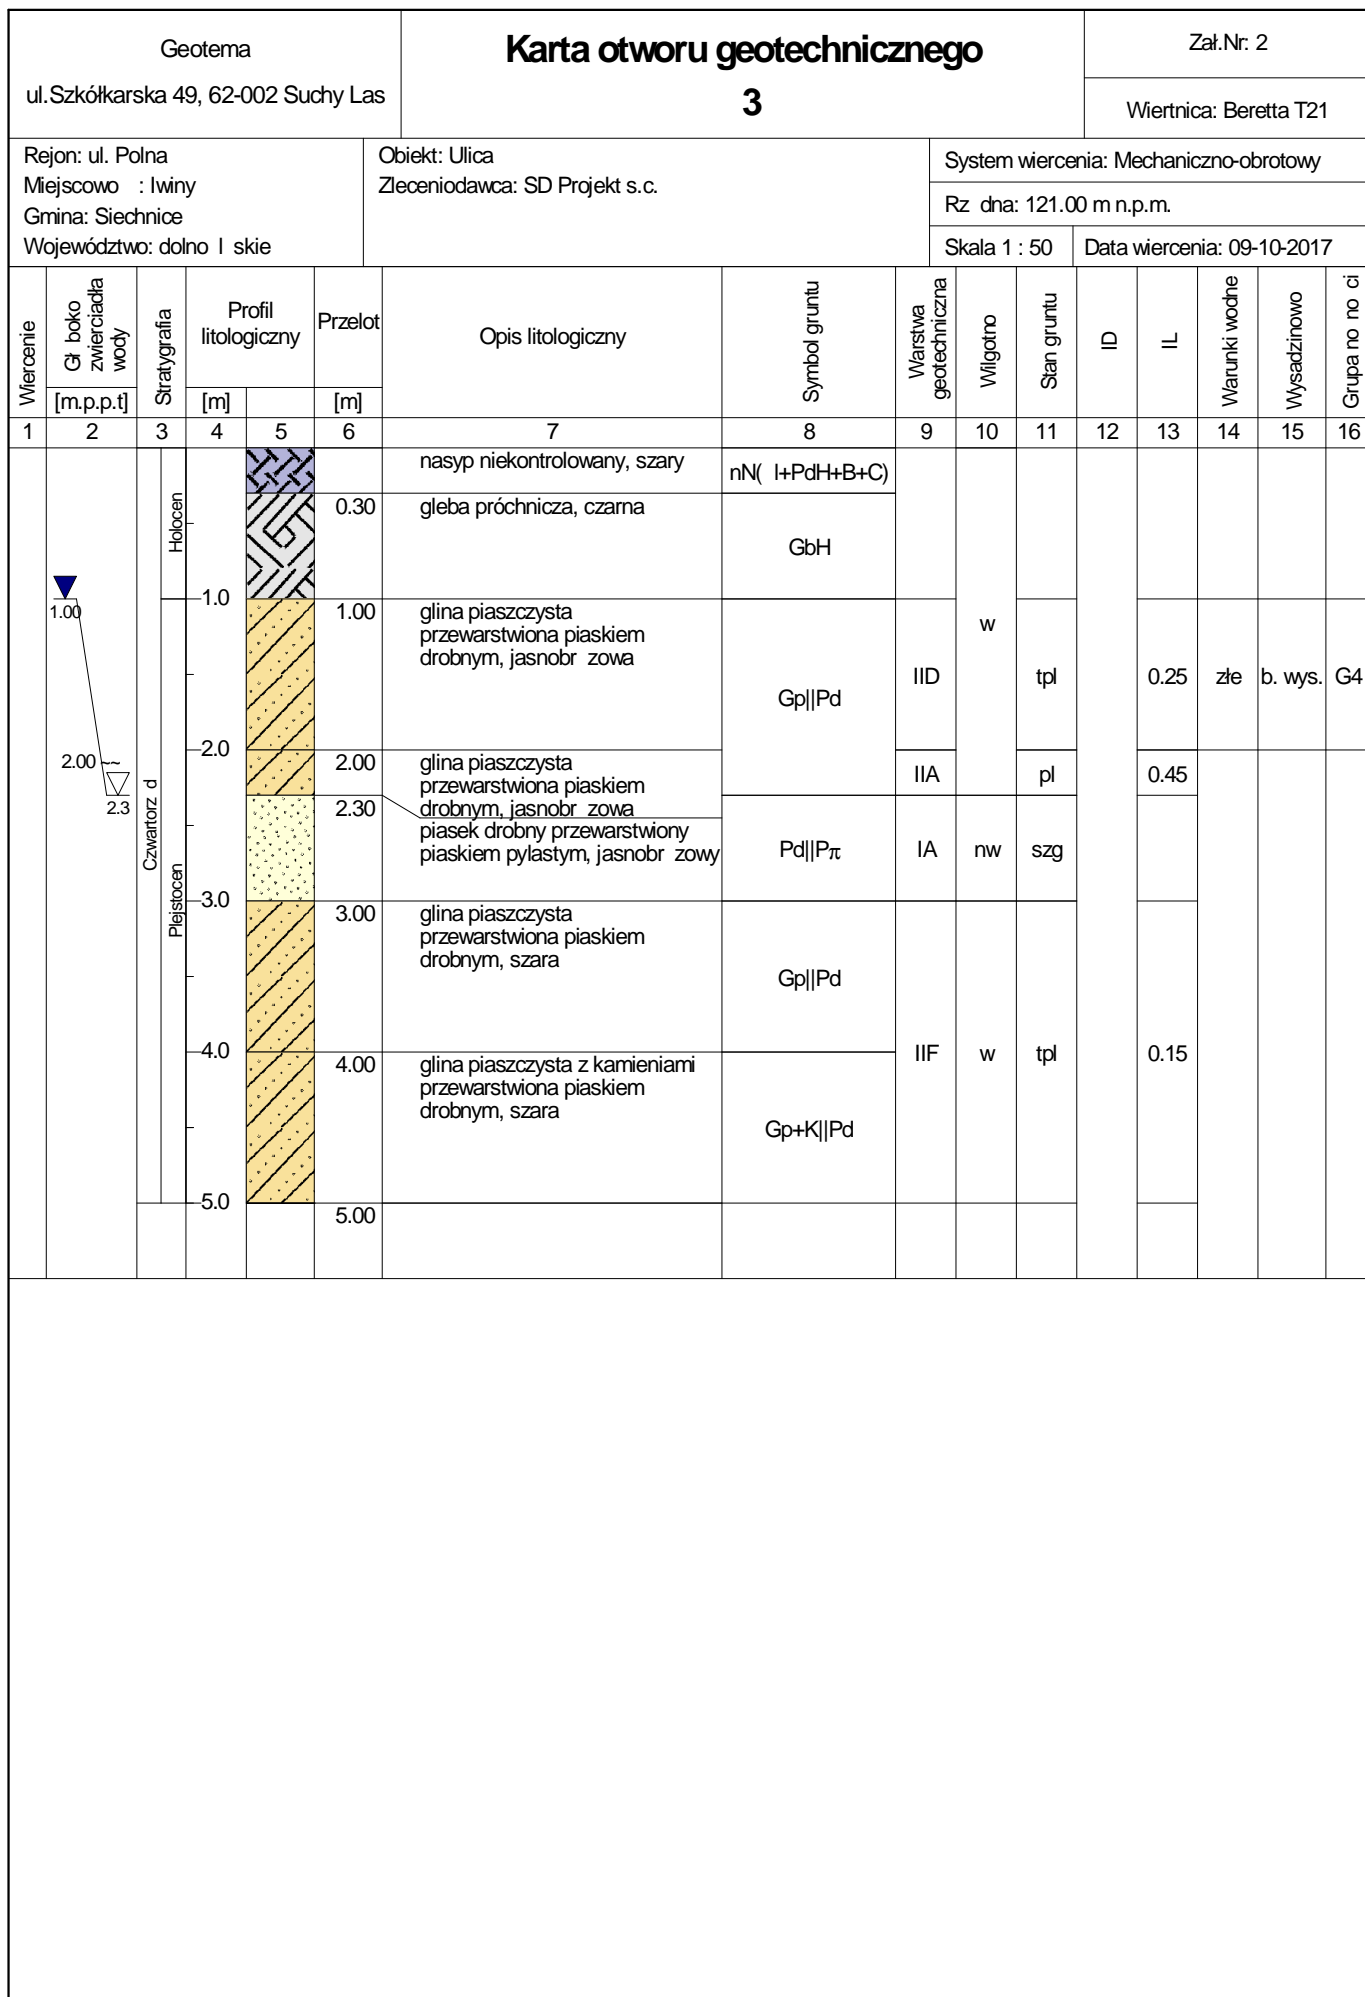 Geotema
ul.Szkółkarska 49, 62-002 Suchy Las
Karta otworu geotechnicznego
3
Zał.Nr: 2
Wiertnica: Beretta T21
Rejon: ul. Polna
Miejscowo : Iwiny
Gmina: Siechnice
Województwo: dolno l skie
Obiekt: Ulica
Zleceniodawca: SD Projekt s.c.
System wiercenia: Mechaniczno-obrotowy
Rz dna: 121.00 m n.p.m.
Skala 1 : 50
Data wiercenia: 09-10-2017
Wiercenie
Gł boko
zwierciadła
wody
[m.p.p.t]
Stratygrafia
Profil
litologiczny
[m]
Przelot
[m]
Opis litologiczny
Symbol gruntu
Warstwa
geotechniczna
Wilgotno
Stan gruntu
ID
IL
Warunki wodne
Wysadzinowo
Grupa no no ci
1 2 3 4 5 6 7 8 9 10 11 12 13 14 15 16
Holocen
nasyp niekontrolowany, szary
nN( l+PdH+B+C)
0.30
gleba próchnicza, czarna
GbH
1.00
1.0
1.00
glina piaszczysta
przewarstwiona piaskiem
drobnym, jasnobr zowa
Gp||Pd
IID
w
tpl
0.25
złe
b. wys.
G4
2.00 ~~
2.3
Czwartorz d
Plejstocen
2.0
2.00
glina piaszczysta
przewarstwiona piaskiem
drobnym, jasnobr zowa
IIA
pl
0.45
2.30
piasek drobny przewarstwiony
piaskiem pylastym, jasnobr zowy
Pd||Pπ
IA
nw
szg
3.0
3.00
glina piaszczysta
przewarstwiona piaskiem
drobnym, szara
Gp||Pd
4.0
4.00
glina piaszczysta z kamieniami
przewarstwiona piaskiem
drobnym, szara
Gp+K||Pd
IIF
w
tpl
0.15
5.0
5.00